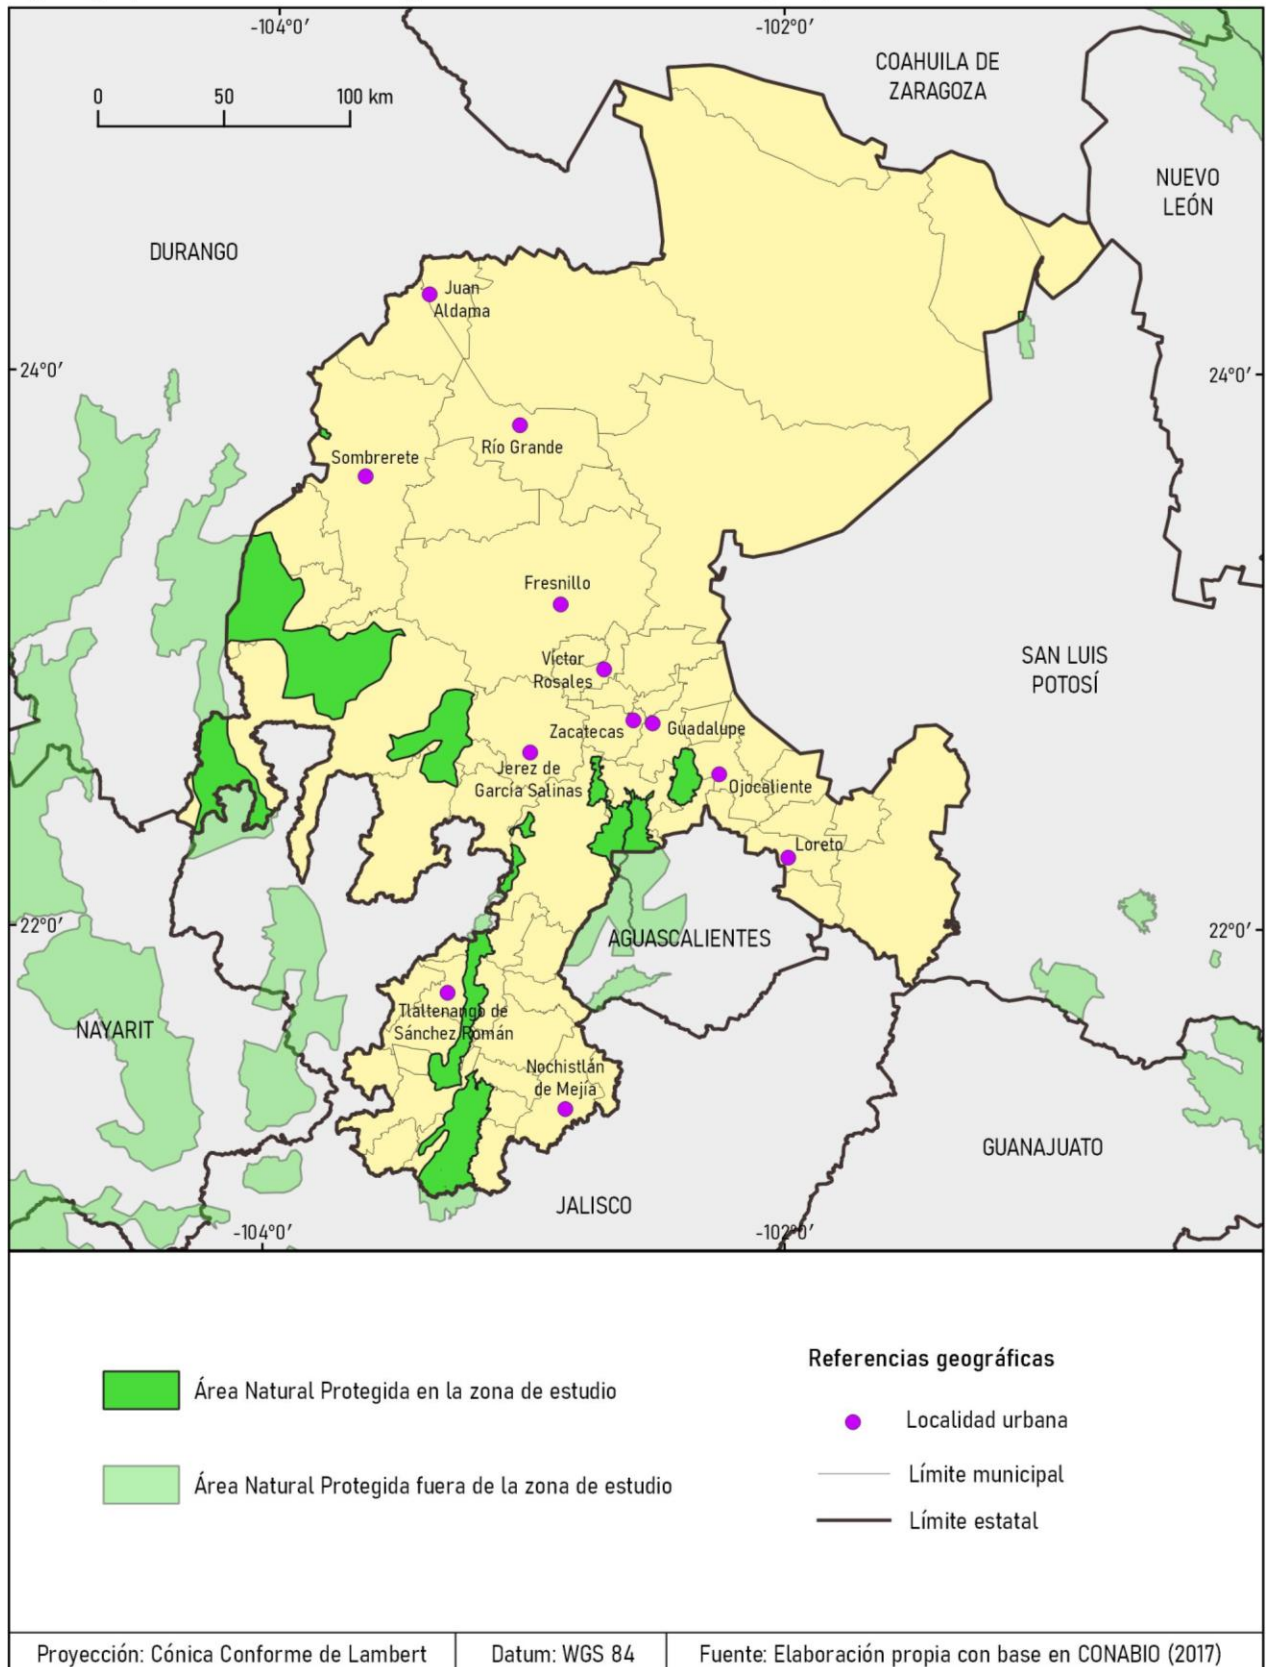 -104°0′
-102°0′
COAHUILA DE
ZARAGOZA
0 50 100 km
NUEVO
LEÓN
DURANGO
Juan
Aldama
24°0′
24°0′
Río Grande
Sombrerete
Fresnillo
Víctor
Rosales
SAN LUIS
POTOSÍ
Zacatecas
Guadalupe
Jerez de
García Salinas
Ojocaliente
Loreto
22°0′
22°0′
AGUASCALIENTES
Tlaltenango de
Sánchez Román
NAYARIT
Nochistlán
de Mejía
GUANAJUATO
JALISCO
-104°0′
-102°0′
Referencias geográficas
Área Natural Protegida en la zona de estudio
Localidad urbana
Límite municipal
Área Natural Protegida fuera de la zona de estudio
Límite estatal
Proyección: Cónica Conforme de Lambert
Datum: WGS 84
Fuente: Elaboración propia con base en CONABIO (2017)